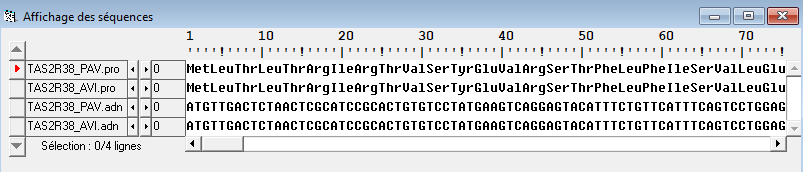 Affichage des séquences
1 10 20 30 40 50 60 70
TAS2R38_PAV.pro 0 MetLeuThrLeuThrArgIleArgThrValSerTyrGluValArgSerThrPheLeuPheIleSerValLeuGlu
TAS2R38_AVI.pro 0 MetLeuThrLeuThrArgIleArgThrValSerTyrGluValArgSerThrPheLeuPheIleSerValLeuGlu
TAS2R38_PAV.adn 0 ATGTTGACTCTAACTCGCATCCGCACTGTGTCCTATGAAGTCAGGAGTACATTTCTGTTCATTTCAGTCCTGGAG
TAS2R38_AVI.adn 0 ATGTTGACTCTAACTCGCATCCGCACTGTGTCCTATGAAGTCAGGAGTACATTTCTGTTCATTTCAGTCCTGGAG
Sélection : 0/4 lignes